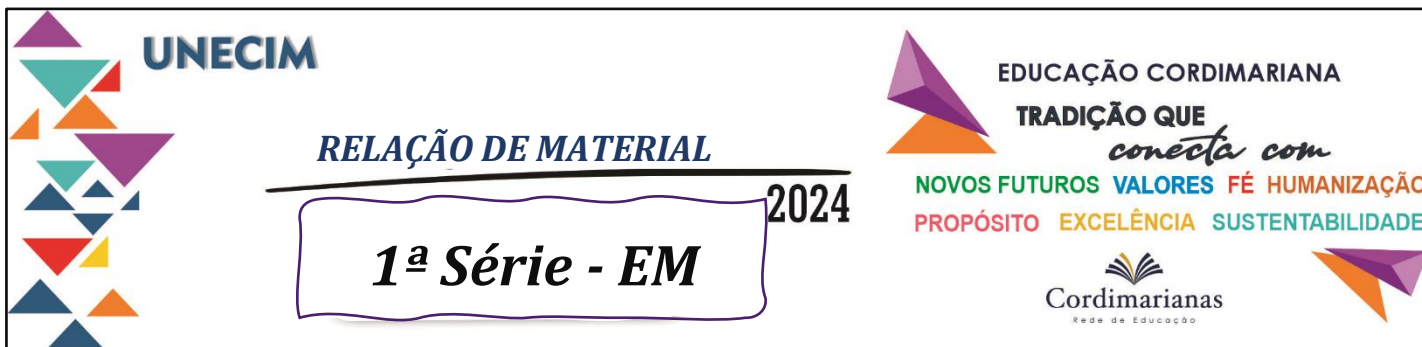 UNECIM
RELAÇÃO DE MATERIAL
2024
1ª Série - EM
EDUCAÇÃO CORDIMARIANA
TRADIÇÃO QUE
conecta com
NOVOS FUTUROS VALORES FÉ HUMANIZAÇÃO
PROPÓSITO EXCELÊNCIA SUSTENTABILIDADE
Cordimarianas
Rede de Educação